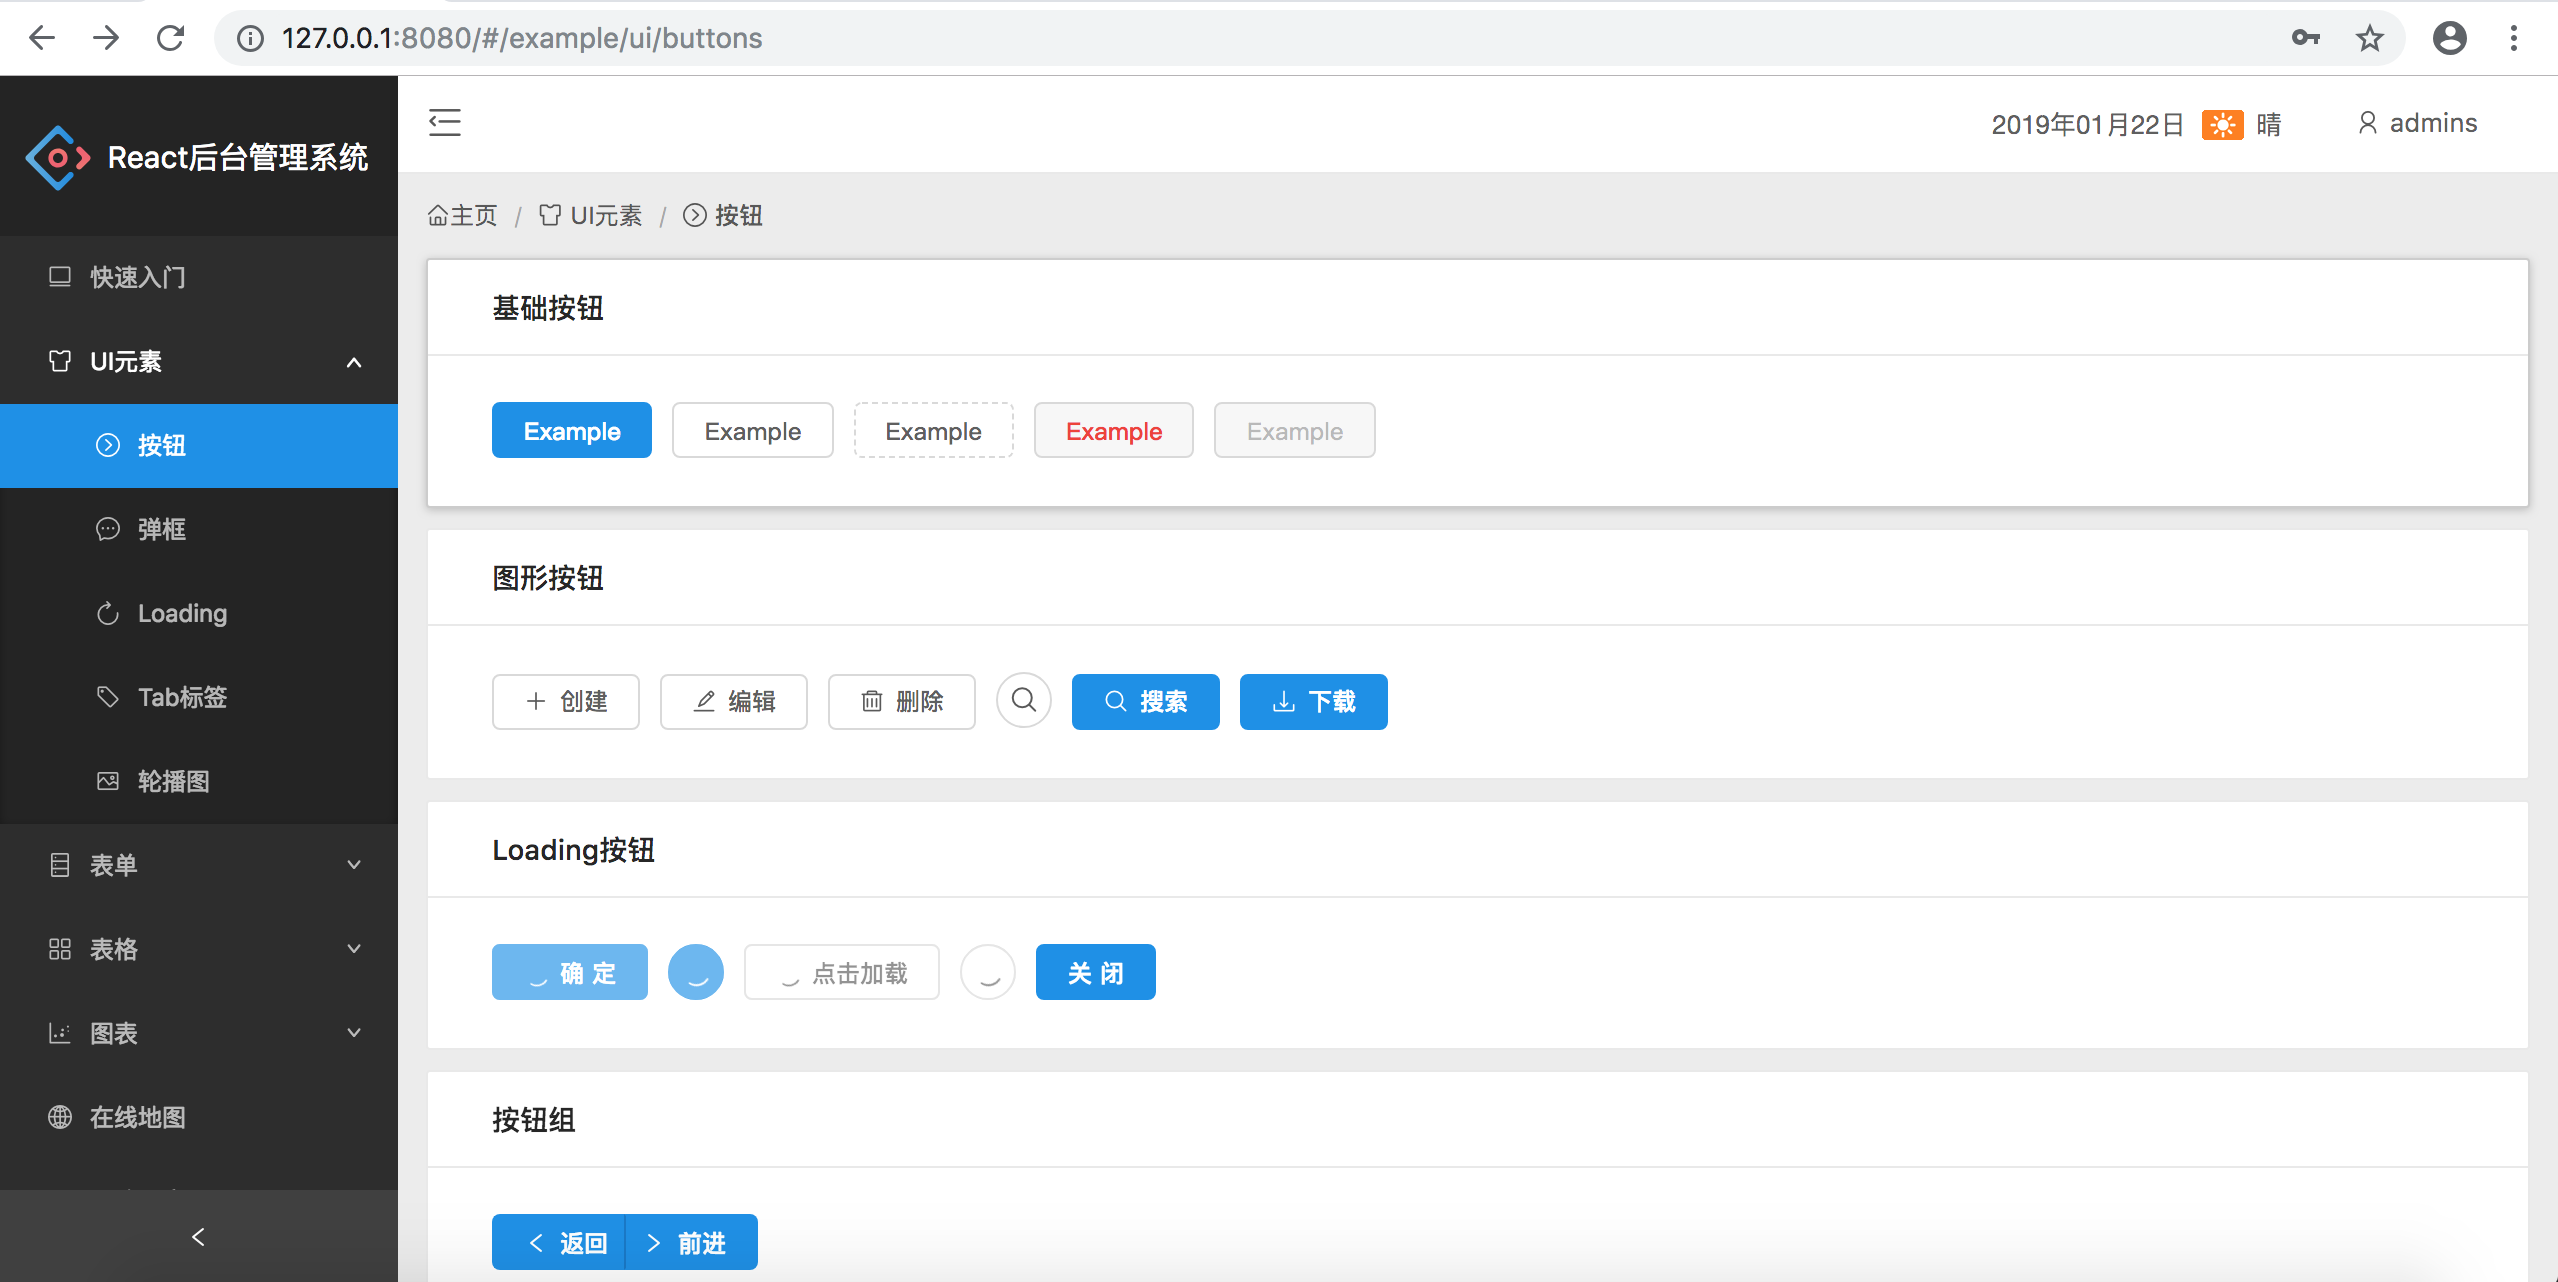 127.0.0.1:8080/#/example/ui/buttons
React后台管理系统
2019年01月22日 晴 admins
主页 / UI元素 / 按钮
快速入门
UI元素
按钮
弹框
Loading
Tab标签
轮播图
表单
表格
图表
在线地图
基础按钮
Example Example Example Example Example
图形按钮
创建 编辑 删除 搜索 下载
Loading按钮
确 定 点击加载 关 闭
按钮组
返回 前进